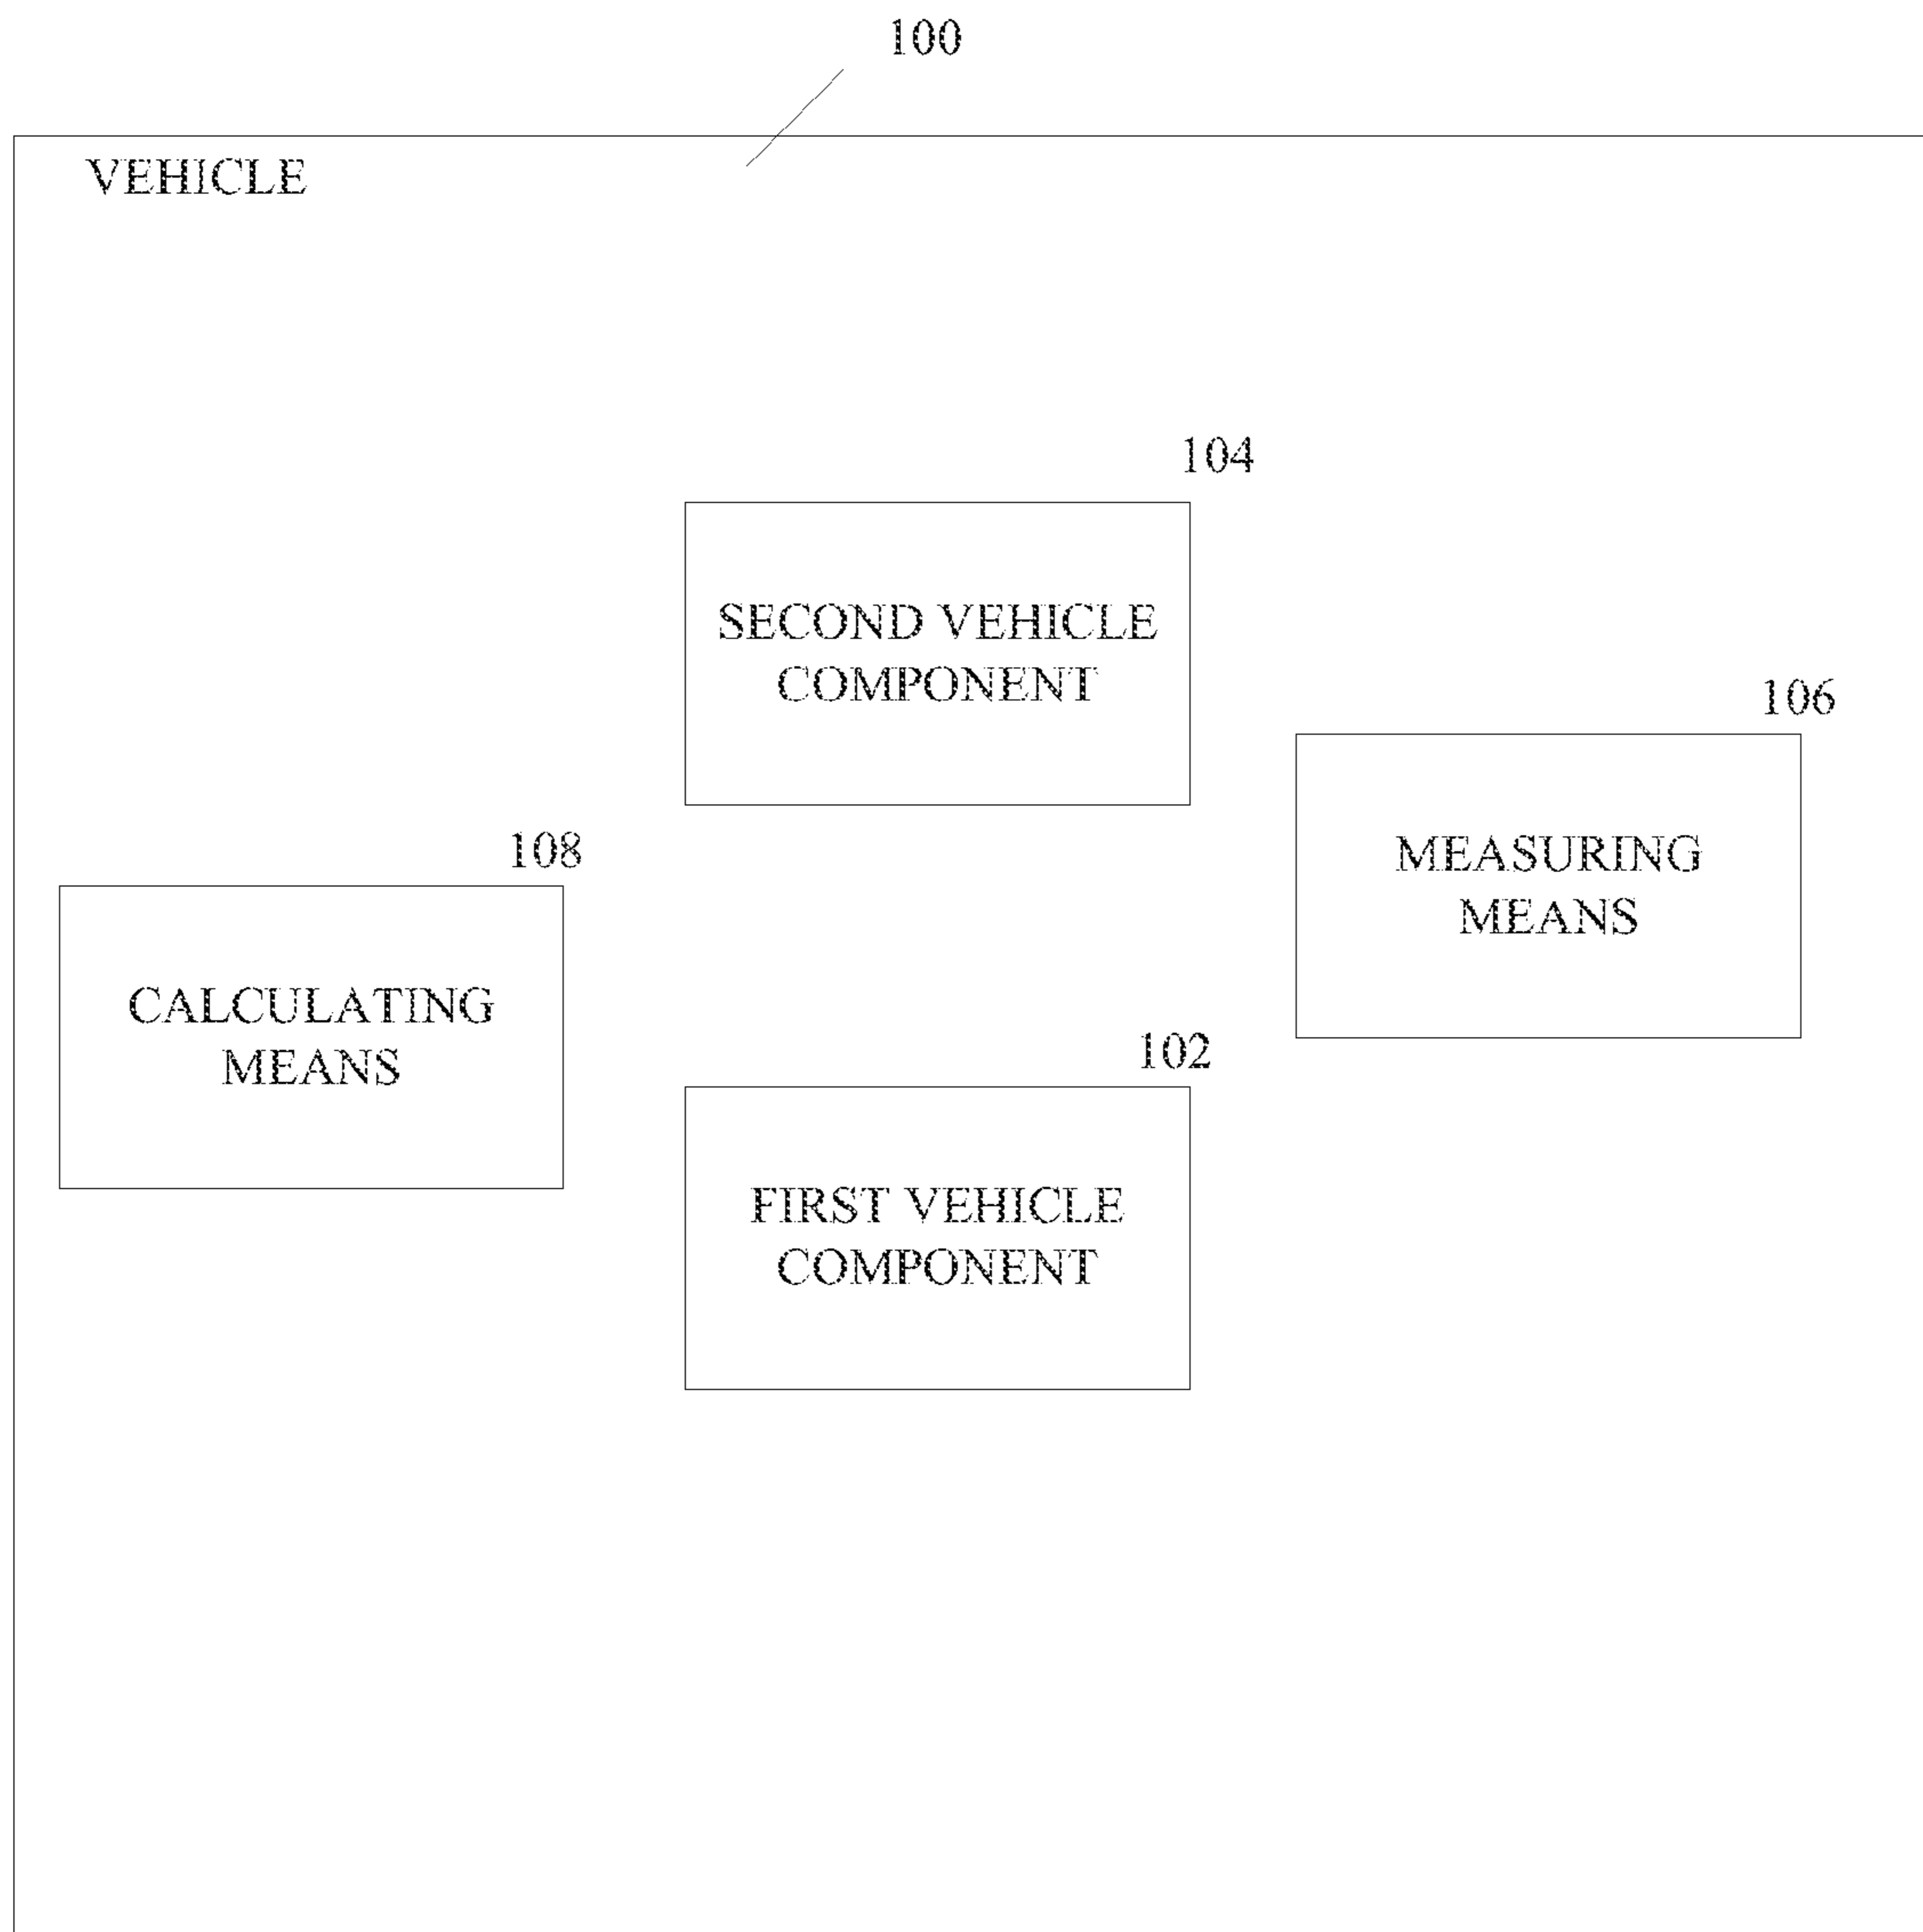 100
VEHICLE
104
SECOND VEHICLE
COMPONENT
106
MEASURING
MEANS
108
CALCULATING
MEANS
102
FIRST VEHICLE
COMPONENT